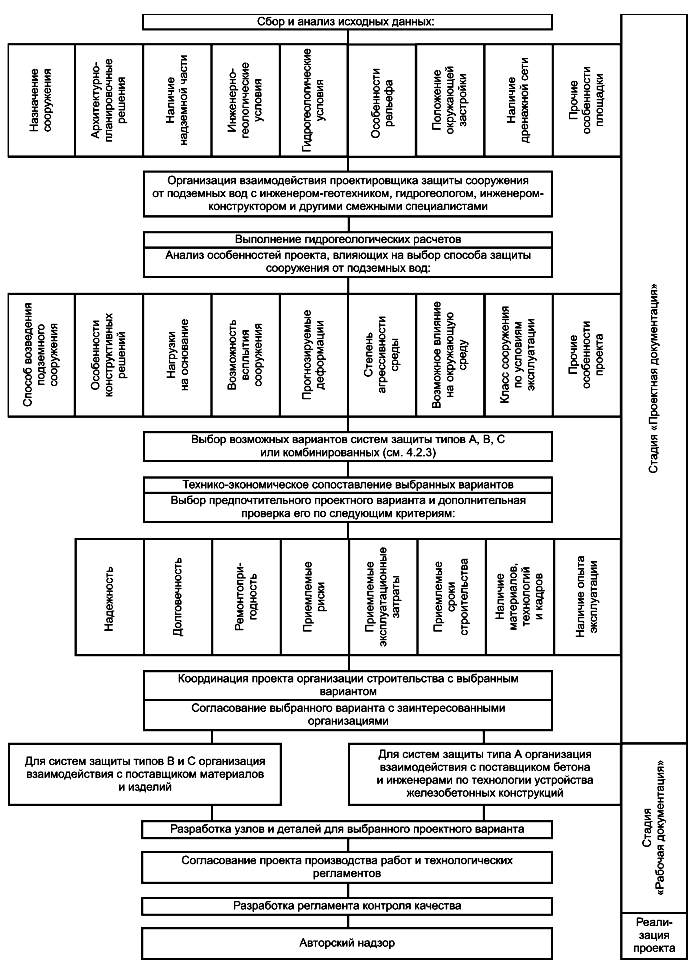 Сбор и анализ исходных данных:
Назначение
сооружения
Архитектурно-
планировочные
решения
Наличие
надземной части
Инженерно-
геологические
условия
Гидрогеологические
условия
Особенности
рельефа
Положение
окружающей
застройки
Наличие
дренажной сети
Прочие
особенности
площадки
Организация взаимодействия проектировщика защиты сооружения
от подземных вод с инженером-геотехником, гидрогеологом, инженером-
конструктором и другими смежными специалистами
Выполнение гидрогеологических расчетов
Анализ особенностей проекта, влияющих на выбор способа защиты
сооружения от подземных вод:
Способ возведения
подземного
сооружения
Особенности
конструктивных
решений
Нагрузки
на основание
Возможность
всплытия
сооружения
Прогнозируемые
деформации
Степень
агрессивности
среды
Возможное влияние
на окружающую
среду
Класс сооружения
по условиям
эксплуатации
Прочие
особенности
проекта
Выбор возможных вариантов систем защиты типов А, В, С
или комбинированных (см. 4.2.3)
Технико-экономическое сопоставление выбранных вариантов
Выбор предпочтительного проектного варианта и дополнительная
проверка его по следующим критериям:
Надежность
Долговечность
Ремонтопри-
годность
Приемлемые
риски
Приемлемые
эксплуатационные
затраты
Приемлемые
сроки
строительства
Наличие
материалов,
технологий
и кадров
Наличие опыта
эксплуатации
Координация проекта организации строительства с выбранным
вариантом
Согласование выбранного варианта с заинтересованными
организациями
Стадия «Проектная документация»
Для систем защиты типов В и С организация
взаимодействия с поставщиком материалов
и изделий
Для систем защиты типа А организация
взаимодействия с поставщиком бетона
и инженерами по технологии устройства
железобетонных конструкций
Разработка узлов и деталей для выбранного проектного варианта
Согласование проекта производства работ и технологических
регламентов
Разработка регламента контроля качества
Стадия
«Рабочая документация»
Авторский надзор
Реали-
зация
проекта